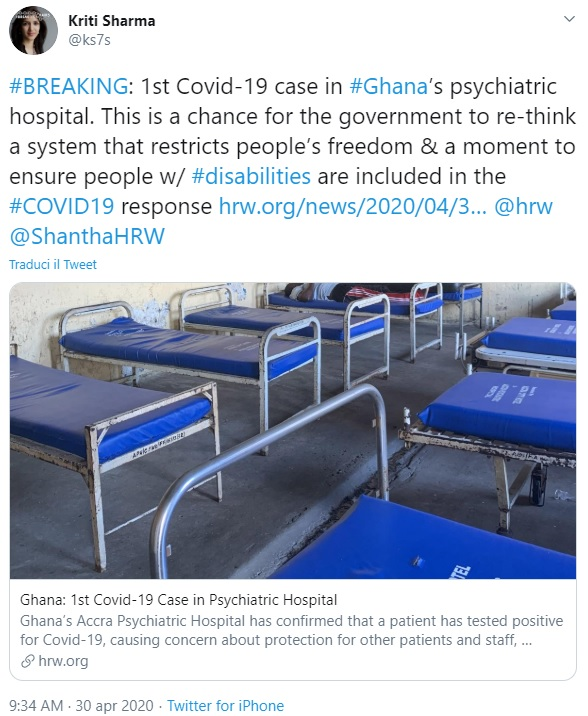 Kriti Sharma
@ks7s
#BREAKING: 1st Covid-19 case in #Ghana's psychiatric
hospital. This is a chance for the government to re-think
a system that restricts people's freedom & a moment to
ensure people w/ #disabilities are included in the
#COVID19 response hrw.org/news/2020/04/3... @hrw
@ShanthaHRW
Traduci il Tweet
Ghana: 1st Covid-19 Case in Psychiatric Hospital
Ghana's Accra Psychiatric Hospital has confirmed that a patient has tested positive
for Covid-19, causing concern about protection for other patients and staff, ...
hrw.org
9:34 AM · 30 apr 2020 · Twitter for iPhone